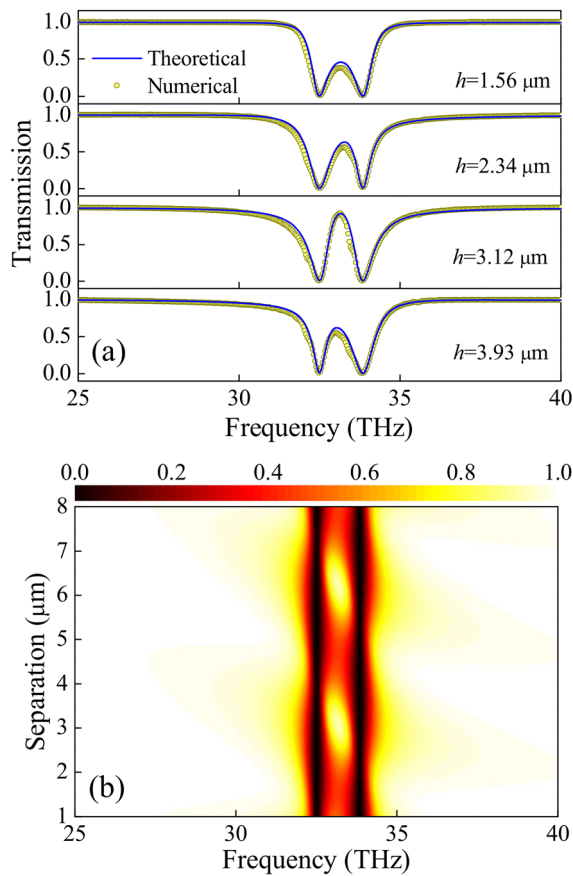 1.0
0.5
0.0
Theoretical
Numerical
h=1.56 μm
1.0
0.5
0.0
h=2.34 μm
1.0
0.5
0.0
h=3.12 μm
1.0
0.5
0.0
(a)
h=3.93 μm
Transmission
25 30 35 40
Frequency (THz)
0.0 0.2 0.4 0.6 0.8 1.0
8
7
6
5
4
3
2
1
Separation (μm)
(b)
25 30 35 40
Frequency (THz)